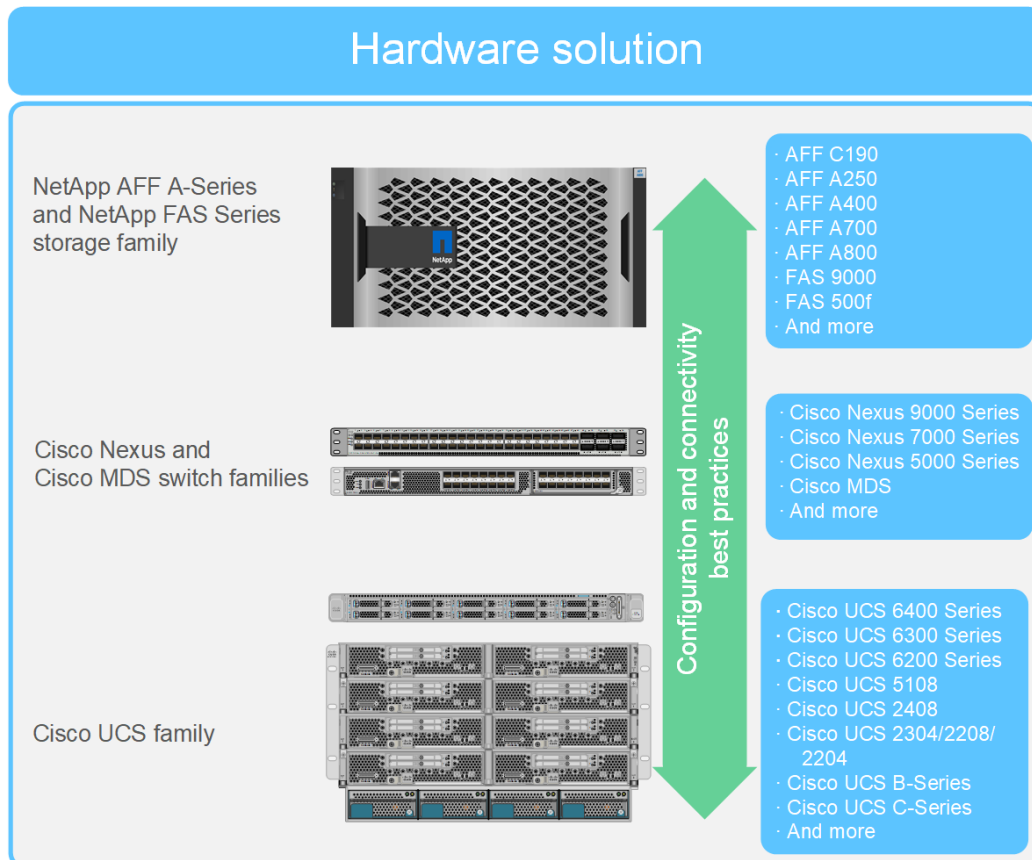 Hardware solution
NetApp AFF A-Series
and NetApp FAS Series
storage family
NetApp
· AFF C190
· AFF A250
· AFF A400
· AFF A700
· AFF A800
· FAS 9000
· FAS 500f
· And more
Configuration and connectivity
best practices
Cisco Nexus and
Cisco MDS switch families
· Cisco Nexus 9000 Series
· Cisco Nexus 7000 Series
· Cisco Nexus 5000 Series
· Cisco MDS
· And more
Cisco UCS family
· Cisco UCS 6400 Series
· Cisco UCS 6300 Series
· Cisco UCS 6200 Series
· Cisco UCS 5108
· Cisco UCS 2408
· Cisco UCS 2304/2208/
2204
· Cisco UCS B-Series
· Cisco UCS C-Series
· And more